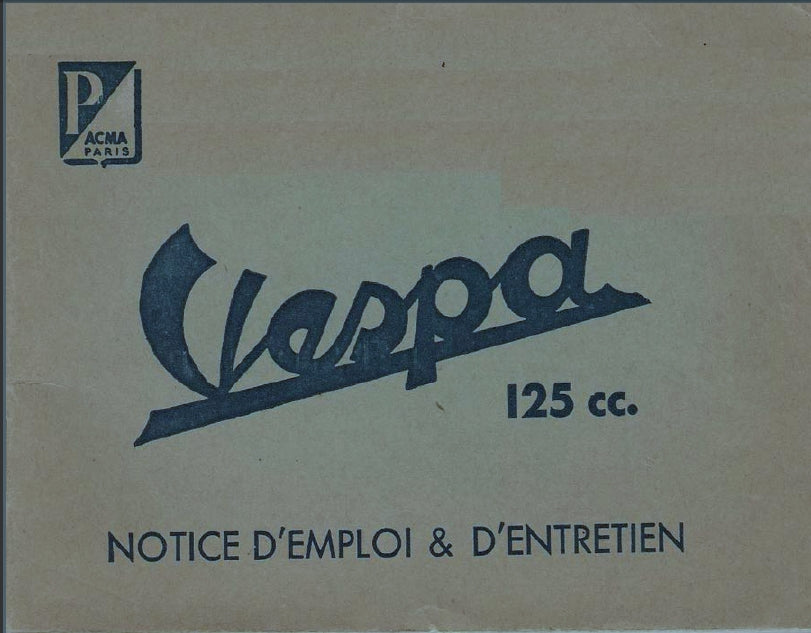 P
ACMA
PARIS
Vespa
125 cc.
NOTICE D'EMPLOI & D'ENTRETIEN